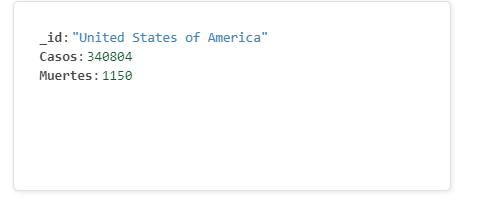 _id: "United States of America"
Casos: 340804
Muertes: 1150